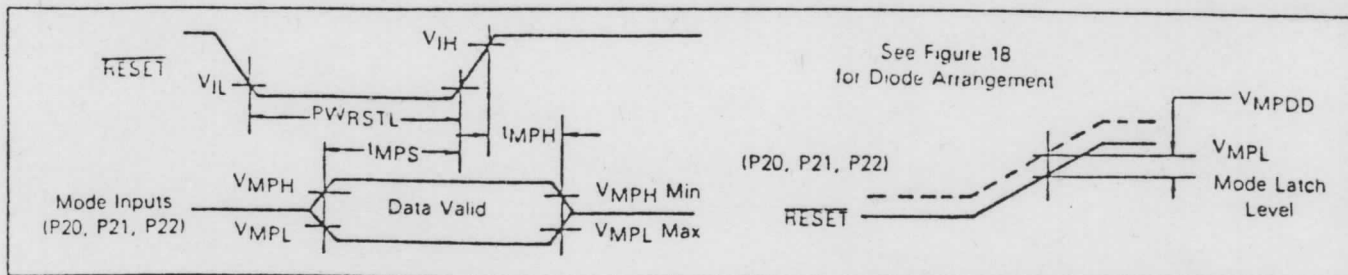 RESET
VIH
VIL
PWRSTL
tMPH
tMPS
Mode Inputs
(P20, P21, P22)
VMPH
VMPL
Data Valid
VMPH Min
VMPL Max
See Figure 18
for Diode Arrangement
(P20, P21, P22)
RESET
VMPDD
VMPL
Mode Latch
Level